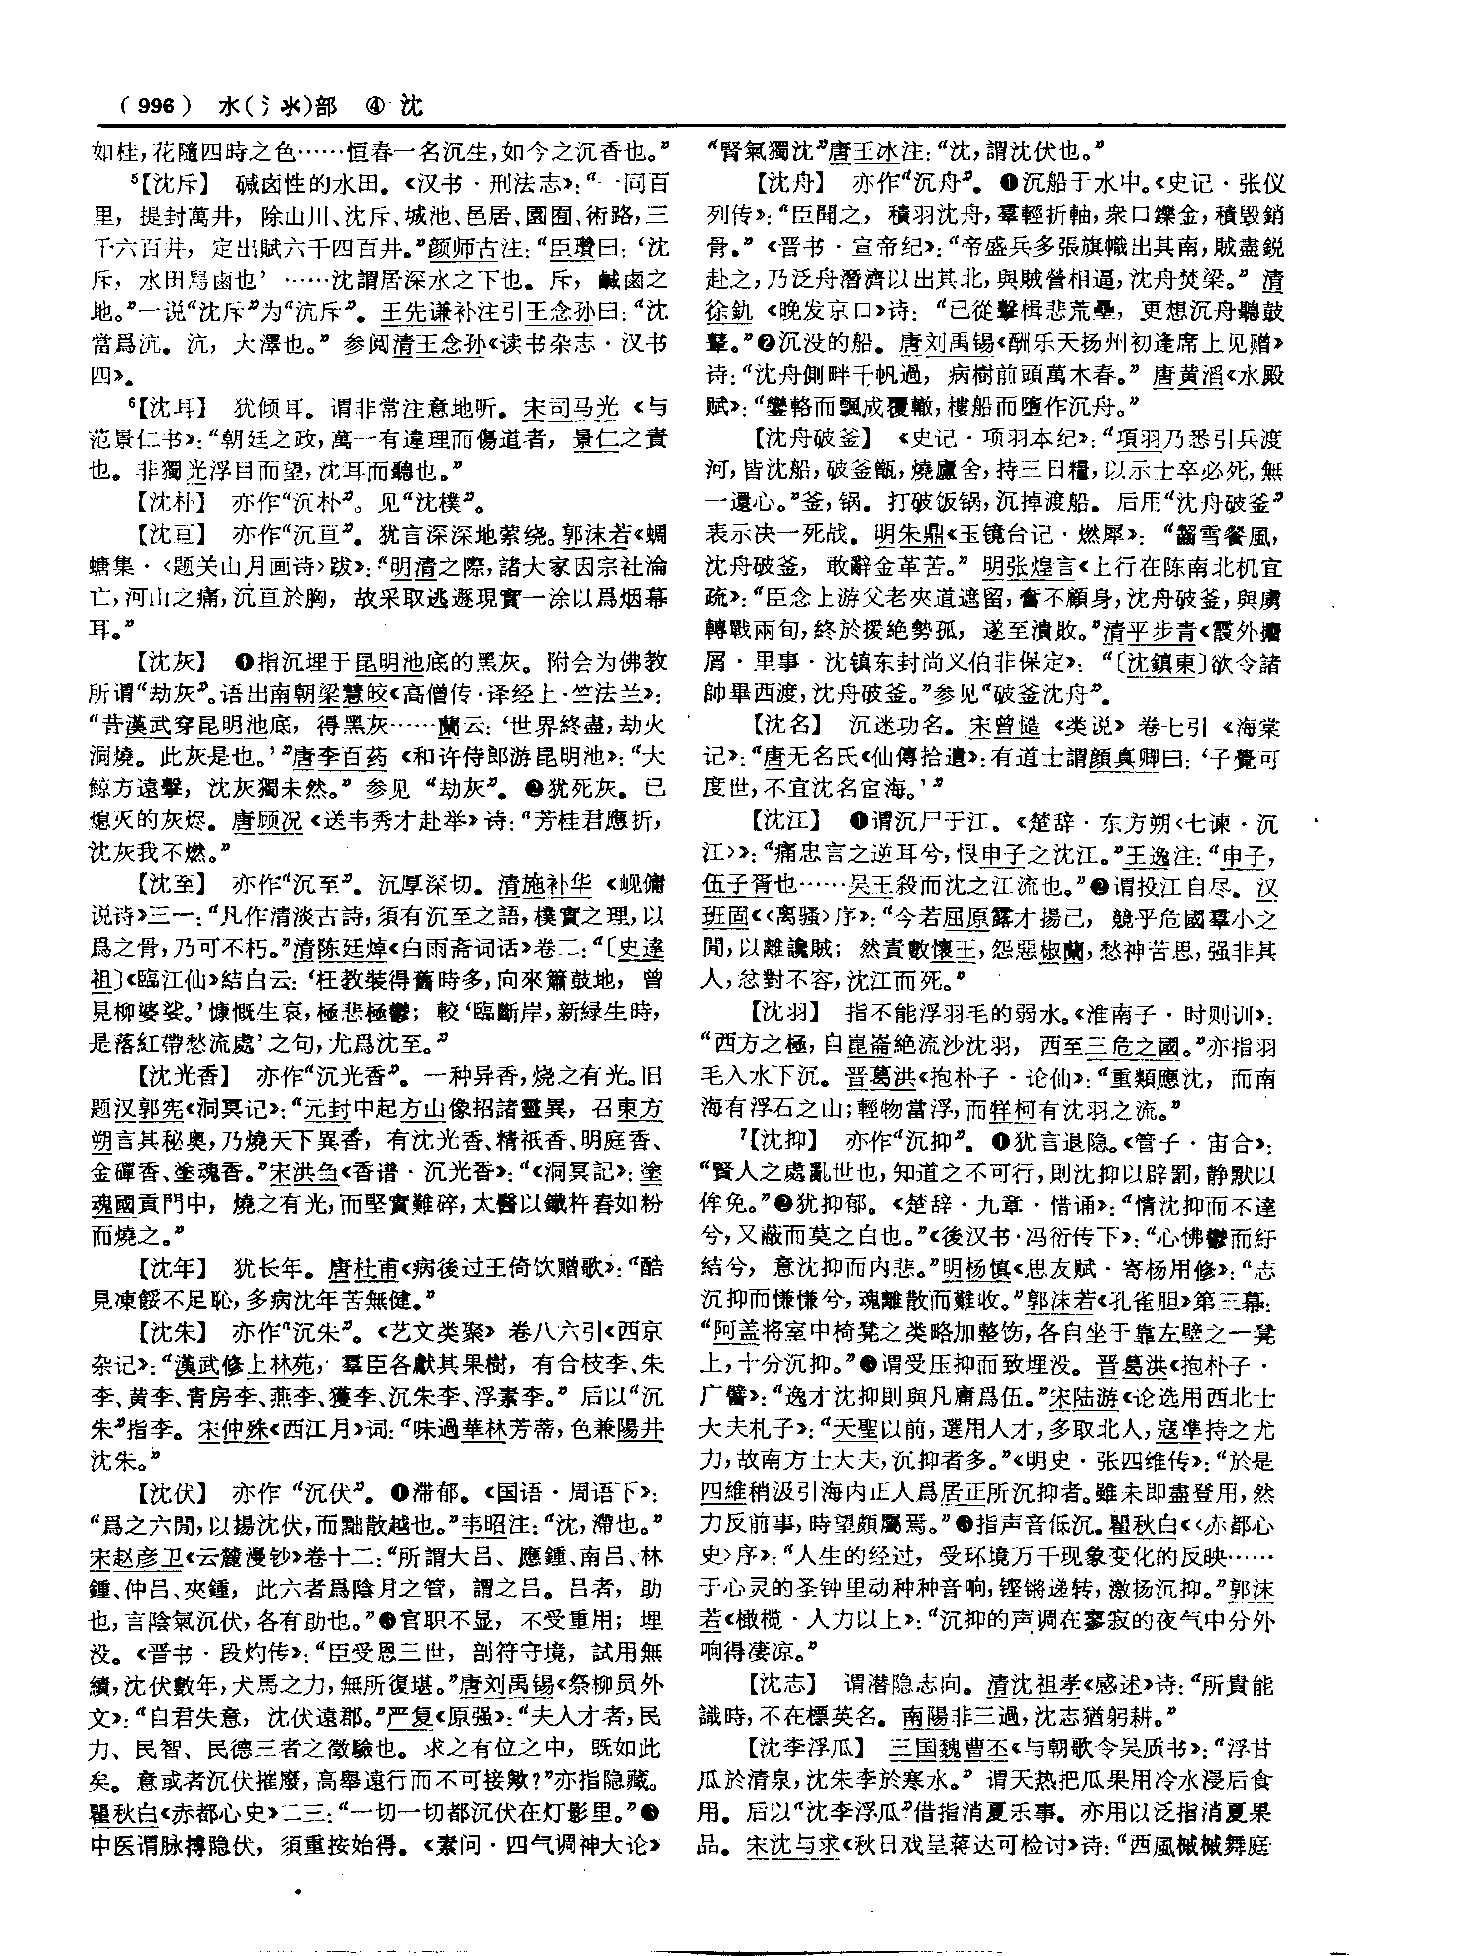 （996） 水(氵氺)部 ④ 沈
如桂，花隨四時之色……恒春一名沉生，如今之沉香也。”
⁵【沈斥】 碱卤性的水田。《汉书·刑法志》：“一同百
里，提封萬井，除山川、沈斥、城池、邑居、園囿、術路，三
千六百井，定出賦六千四百井。”颜师古注：“臣瓚曰：‘沈
斥，水田舄鹵也’……沈謂居深水之下也。斥，鹹鹵之
地。”一说“沈斥”为“沆斥”。王先谦补注引王念孙曰：“沈
當爲沆。沆，大澤也。”参阅清王念孙《读书杂志·汉书
四》。
⁶【沈耳】 犹倾耳。谓非常注意地听。宋司马光《与
范景仁书》：“朝廷之政，萬一有違理而傷道者，景仁之責
也。非獨光浮目而望，沈耳而聽也。”
【沈朴】 亦作“沉朴”。见“沈樸”。
【沈亘】 亦作“沉亘”。犹言深深地萦绕。郭沫若《蜩
螗集·〈题关山月画诗〉跋》：“明清之際，諸大家因宗社淪
亡，河山之痛，沉亘於胸，故采取逃遯現實一涂以爲烟幕
耳。”
【沈灰】 ❶指沉埋于昆明池底的黑灰。附会为佛教
所谓“劫灰”。语出南朝梁慧皎《高僧传·译经上·竺法兰》：
“昔漢武穿昆明池底，得黑灰……蘭云：‘世界終盡，劫火
洞燒。此灰是也。’”唐李百药《和许侍郎游昆明池》：“大
鯨方遠擊，沈灰獨未然。”参见“劫灰”。❷犹死灰。已
熄灭的灰烬。唐顾况《送韦秀才赴举》诗：“芳桂君應折，
沈灰我不燃。”
【沈至】 亦作“沉至”。沉厚深切。清施补华《岘傭
说诗》三一：“凡作清淡古詩，須有沉至之語，樸實之理，以
爲之骨，乃可不朽。”清陈廷焯《白雨斋词话》卷二：“〔史達
祖〕《臨江仙》結白云：‘枉教裝得舊時多，向來簫鼓地，曾
見柳婆娑。’慷慨生哀，極悲極鬱；較‘臨斷岸，新緑生時，
是落紅帶愁流處’之句，尤爲沈至。”
【沈光香】 亦作“沉光香”。一种异香，烧之有光。旧
题汉郭宪《洞冥记》：“元封中起方山像招諸靈異，召東方
朔言其秘奥，乃燒天下異香，有沈光香、精祇香、明庭香、
金磾香、塗魂香。”宋洪刍《香谱·沉光香》：“《洞冥記》：塗
魂國貢門中，燒之有光，而堅實難碎，太醫以鐵杵舂如粉
而燒之。”
【沈年】 犹长年。唐杜甫《病後过王倚饮赠歌》：“酷
見凍餒不足恥，多病沈年苦無健。”
【沈朱】 亦作“沉朱”。《艺文类聚》卷八六引《西京
杂记》：“漢武修上林苑，羣臣各獻其果樹，有合枝李、朱
李、黄李、青房李、燕李、獲李、沉朱李、浮素李。”后以“沉
朱”指李。宋仲殊《西江月》词：“味過華林芳蒂，色兼陽井
沈朱。”
【沈伏】 亦作“沉伏”。❶滞郁。《国语·周语下》：
“爲之六間，以揚沈伏，而黜散越也。”韦昭注：“沈，滯也。”
宋赵彦卫《云麓漫钞》卷十二：“所謂大吕、應鍾、南吕、林
鍾、仲吕、夾鍾，此六者爲陰月之管，謂之吕。吕者，助
也，言陰氣沉伏，各有助也。”❷官职不显，不受重用；埋
没。《晋书·段灼传》：“臣受恩三世，剖符守境，試用無
績，沈伏數年，犬馬之力，無所復堪。”唐刘禹锡《祭柳员外
文》：“自君失意，沈伏遠郡。”严复《原强》：“夫人才者，民
力、民智、民德三者之徵驗也。求之有位之中，既如此
矣。意或者沉伏摧廢，高舉遠行而不可接歟？”亦指隐藏。
瞿秋白《赤都心史》二三：“一切一切都沉伏在灯影里。”❸
中医谓脉搏隐伏，须重按始得。《素问·四气调神大论》
“腎氣獨沈”唐王冰注：“沈，謂沈伏也。”
【沈舟】 亦作“沉舟”。❶沉船于水中。《史记·张仪
列传》：“臣聞之，積羽沈舟，羣輕折軸，衆口鑠金，積毁銷
骨。”《晋书·宣帝纪》：“帝盛兵多張旗幟出其南，賊盡鋭
赴之，乃泛舟潛濟以出其北，與賊營相逼，沈舟焚梁。”清
徐釚《晚发京口》诗：“已從擊楫悲荒壘，更想沉舟聽鼓
鼙。”❷沉没的船。唐刘禹锡《酬乐天扬州初逢席上见赠》
诗：“沈舟側畔千帆過，病樹前頭萬木春。”唐黄滔《水殿
赋》：“鑾輅而飄成覆轍，樓船而墮作沉舟。”
【沈舟破釜】 《史记·项羽本纪》：“項羽乃悉引兵渡
河，皆沈船，破釜甑，燒廬舍，持三日糧，以示士卒必死，無
一還心。”釜，锅。打破饭锅，沉掉渡船。后用“沈舟破釜”
表示决一死战。明朱鼎《玉镜台记·燃犀》：“齧雪餐風，
沈舟破釜，敢辭金革苦。”明张煌言《上行在陈南北机宜
疏》：“臣念上游父老夾道遮留，奮不顧身，沈舟破釜，與虜
轉戰兩旬，終於援絶勢孤，遂至潰敗。”清平步青《霞外攟
屑·里事·沈镇东封尚义伯非保定》：“〔沈鎮東〕欲令諸
帥畢西渡，沈舟破釜。”参见“破釜沈舟”。
【沈名】 沉迷功名。宋曾慥《类说》卷七引《海棠
记》：“唐无名氏《仙傳拾遺》：有道士謂顔真卿曰：‘子覺可
度世，不宜沈名宦海。’”
【沈江】 ❶谓沉尸于江。《楚辞·东方朔〈七谏·沉
江〉》：“痛忠言之逆耳兮，恨申子之沈江。”王逸注：“申子，
伍子胥也……吴王殺而沈之江流也。”❷谓投江自尽。汉
班固《〈离骚〉序》：“今若屈原露才揚己，競乎危國羣小之
間，以離讒賊；然責數懷王，怨惡椒蘭，愁神苦思，强非其
人，忿懟不容，沈江而死。”
【沈羽】 指不能浮羽毛的弱水。《淮南子·时则训》：
“西方之極，自崑崙絶流沙沈羽，西至三危之國。”亦指羽
毛入水下沉。晋葛洪《抱朴子·论仙》：“重類應沈，而南
海有浮石之山；輕物當浮，而牂柯有沈羽之流。”
⁷【沈抑】 亦作“沉抑”。❶犹言退隐。《管子·宙合》：
“賢人之處亂世也，知道之不可行，則沈抑以辟罰，静默以
侔免。”❷犹抑郁。《楚辞·九章·惜诵》：“情沈抑而不達
兮，又蔽而莫之白也。”《後汉书·冯衍传下》：“心怫鬱而紆
結兮，意沈抑而内悲。”明杨慎《思友赋·寄杨用修》：“志
沉抑而慊慊兮，魂離散而難收。”郭沫若《孔雀胆》第三幕：
“阿盖将室中椅凳之类略加整饬，各自坐于靠左壁之一凳
上，十分沉抑。”❸谓受压抑而致埋没。晋葛洪《抱朴子·
广譬》：“逸才沈抑則與凡庸爲伍。”宋陆游《论选用西北士
大夫札子》：“天聖以前，選用人才，多取北人，寇準持之尤
力，故南方士大夫，沉抑者多。”《明史·张四维传》：“於是
四維稍汲引海内正人爲居正所沉抑者。雖未即盡登用，然
力反前事，時望頗屬焉。”❹指声音低沉。瞿秋白《〈赤都心
史〉序》：“人生的经过，受环境万千现象变化的反映……
于心灵的圣钟里动种种音响，铿锵递转，激扬沉抑。”郭沫
若《橄榄·人力以上》：“沉抑的声调在寥寂的夜气中分外
响得凄凉。”
【沈志】 谓潜隐志向。清沈祖孝《感述》诗：“所貴能
識時，不在標英名。南陽非三過，沈志猶躬耕。”
【沈李浮瓜】 三国魏曹丕《与朝歌令吴质书》：“浮甘
瓜於清泉，沈朱李於寒水。”谓天热把瓜果用冷水浸后食
用。后以“沈李浮瓜”借指消夏乐事。亦用以泛指消夏果
品。宋沈与求《秋日戏呈蒋达可检讨》诗：“西風槭槭舞庭